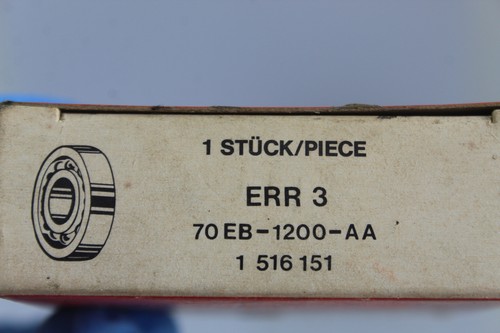 1 STÜCK/PIECE
ERR 3
70 EB-1200-AA
1 516 151